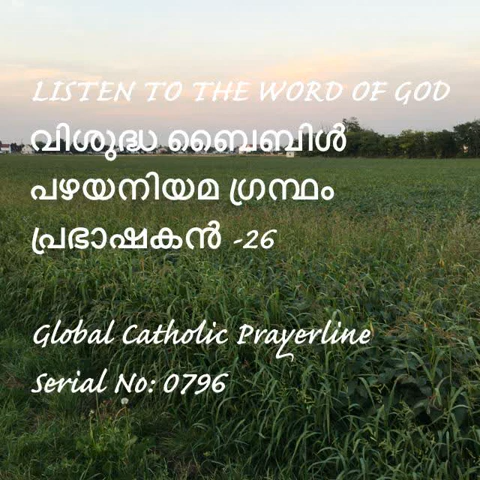 LISTEN TO THE WORD OF GOD
വിശുദ്ധ ബൈബിൾ
പഴയനിയമ ഗ്രന്ഥം
പ്രഭാഷകൻ -26
Global Catholic Prayerline
Serial No: 0796